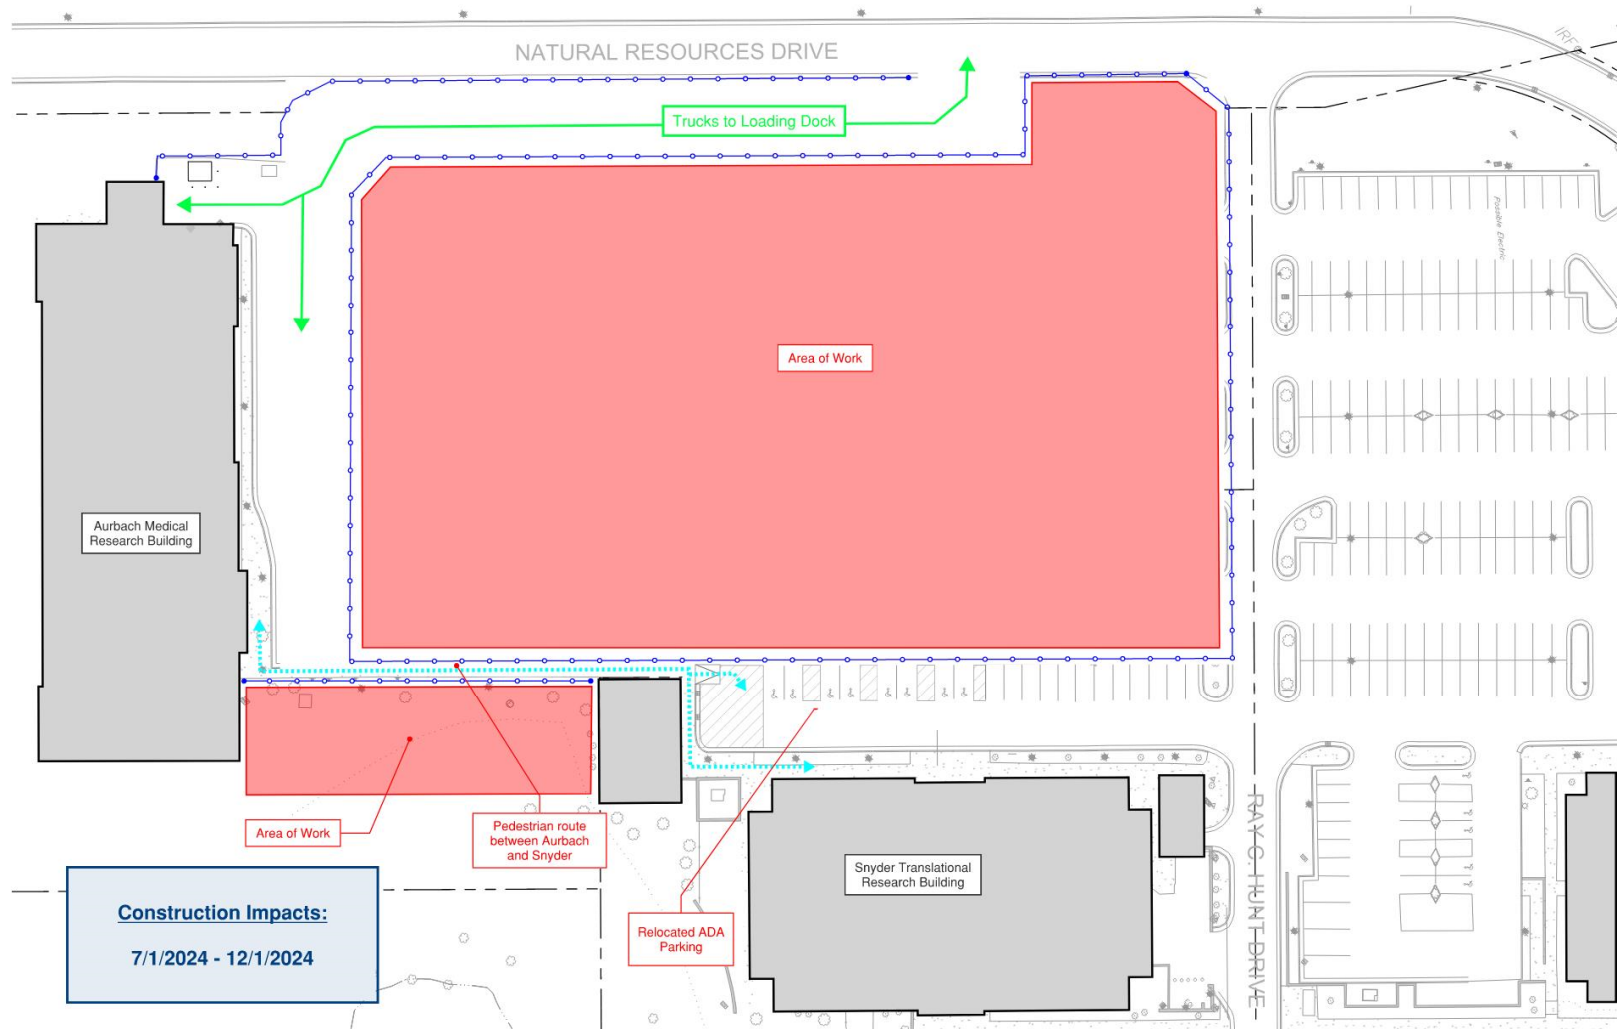 NATURAL RESOURCES DRIVE
Trucks to Loading Dock
Possible Electric
Area of Work
Aurbach Medical
Research Building
Area of Work
Pedestrian route
between Aurbach
and Snyder
Snyder Translational
Research Building
Relocated ADA
Parking
RAY C. HUNT DRIVE
Construction Impacts:
7/1/2024 - 12/1/2024